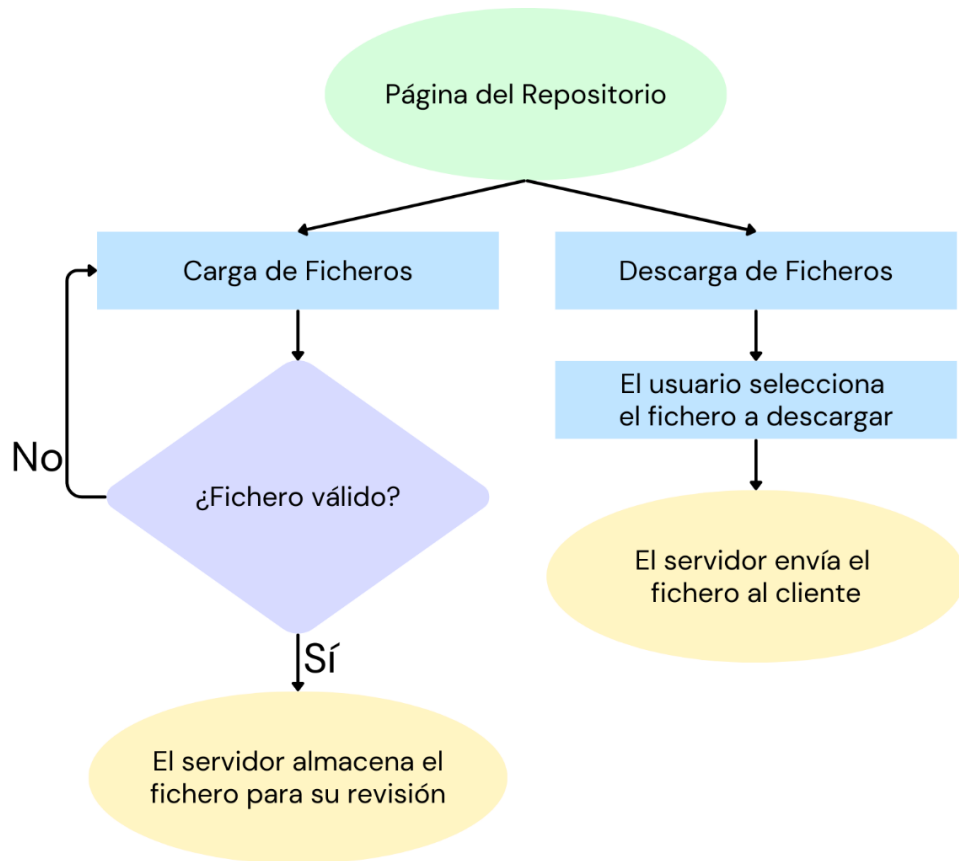 Página del Repositorio
Carga de Ficheros
Descarga de Ficheros
El usuario selecciona
el fichero a descargar
No
¿Fichero válido?
El servidor envía el
fichero al cliente
Sí
El servidor almacena el
fichero para su revisión